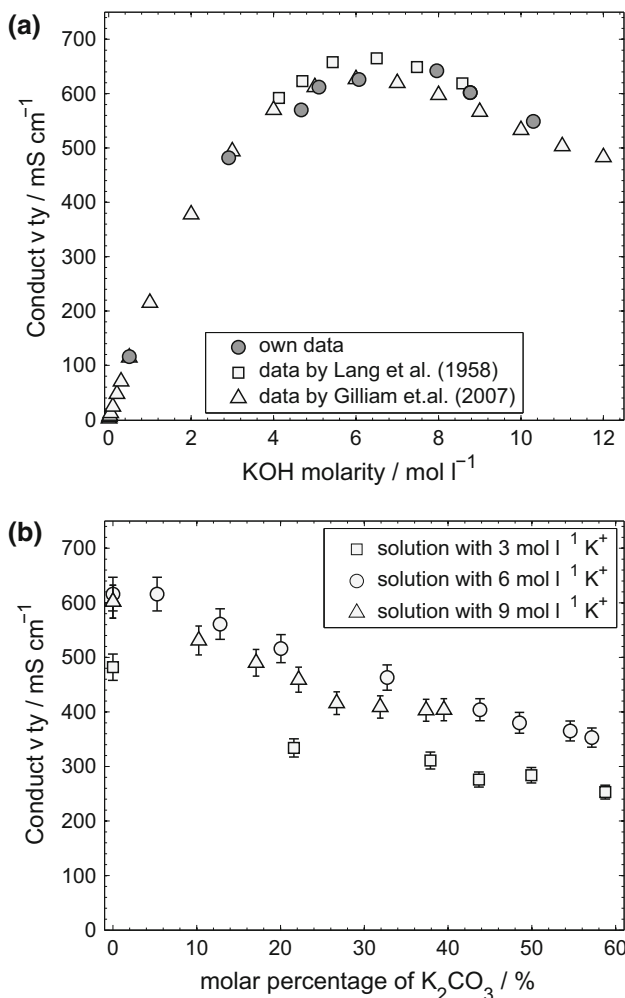 (a)
700
600
500
400
300
200
100
0
Conduct v ty / mS cm⁻¹
own data
data by Lang et al. (1958)
data by Gilliam et.al. (2007)
0 2 4 6 8 10 12
KOH molarity / mol l⁻¹
(b)
700
600
500
400
300
200
100
0
Conduct v ty / mS cm⁻¹
solution with 3 mol l ¹ K⁺
solution with 6 mol l ¹ K⁺
solution with 9 mol l ¹ K⁺
0 10 20 30 40 50 60
molar percentage of K₂CO₃ / %